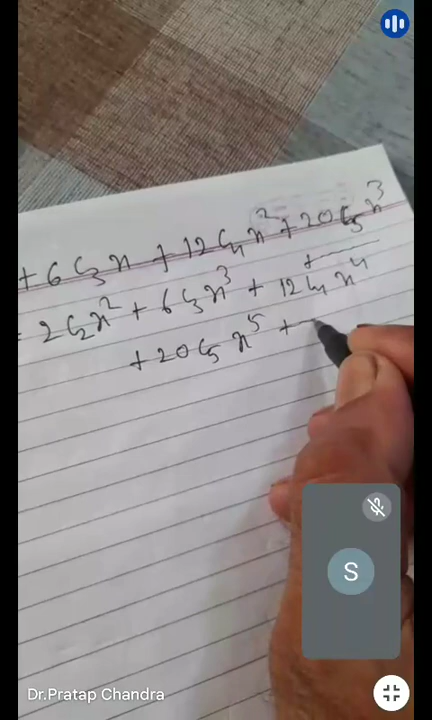 + 6 C₃ x + 12 C₄ x² + 20 C₅ x³
+ ———
- 2 C₂ x² + 6 C₃ x³ + 12 C₄ x⁴
+ 20 C₅ x⁵ + —
S
Dr.Pratap Chandra